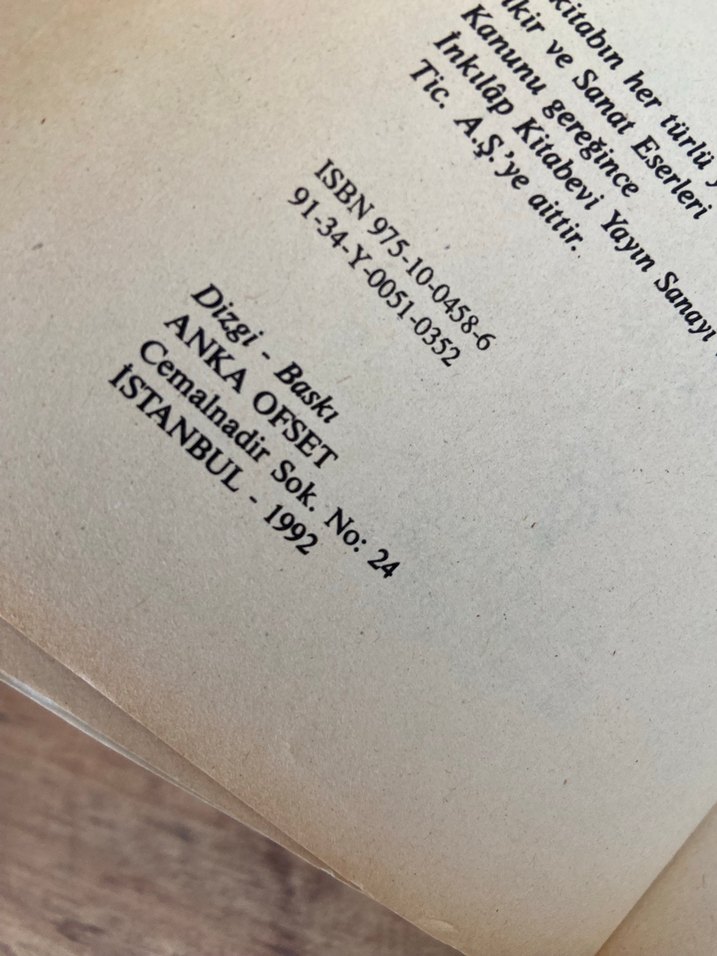 kitabın her türlü
ve Sanat Eserleri
Kanunu gereğince
İnkılâp Kitabevi Yayın Sanayi
Tic. A.Ş.'ye aittir.
ISBN 975-10-0458-6
91-34-Y-0051-0352
Dizgi - Baskı
ANKA OFSET
Cemalnadir Sok. No: 24
İSTANBUL - 1992